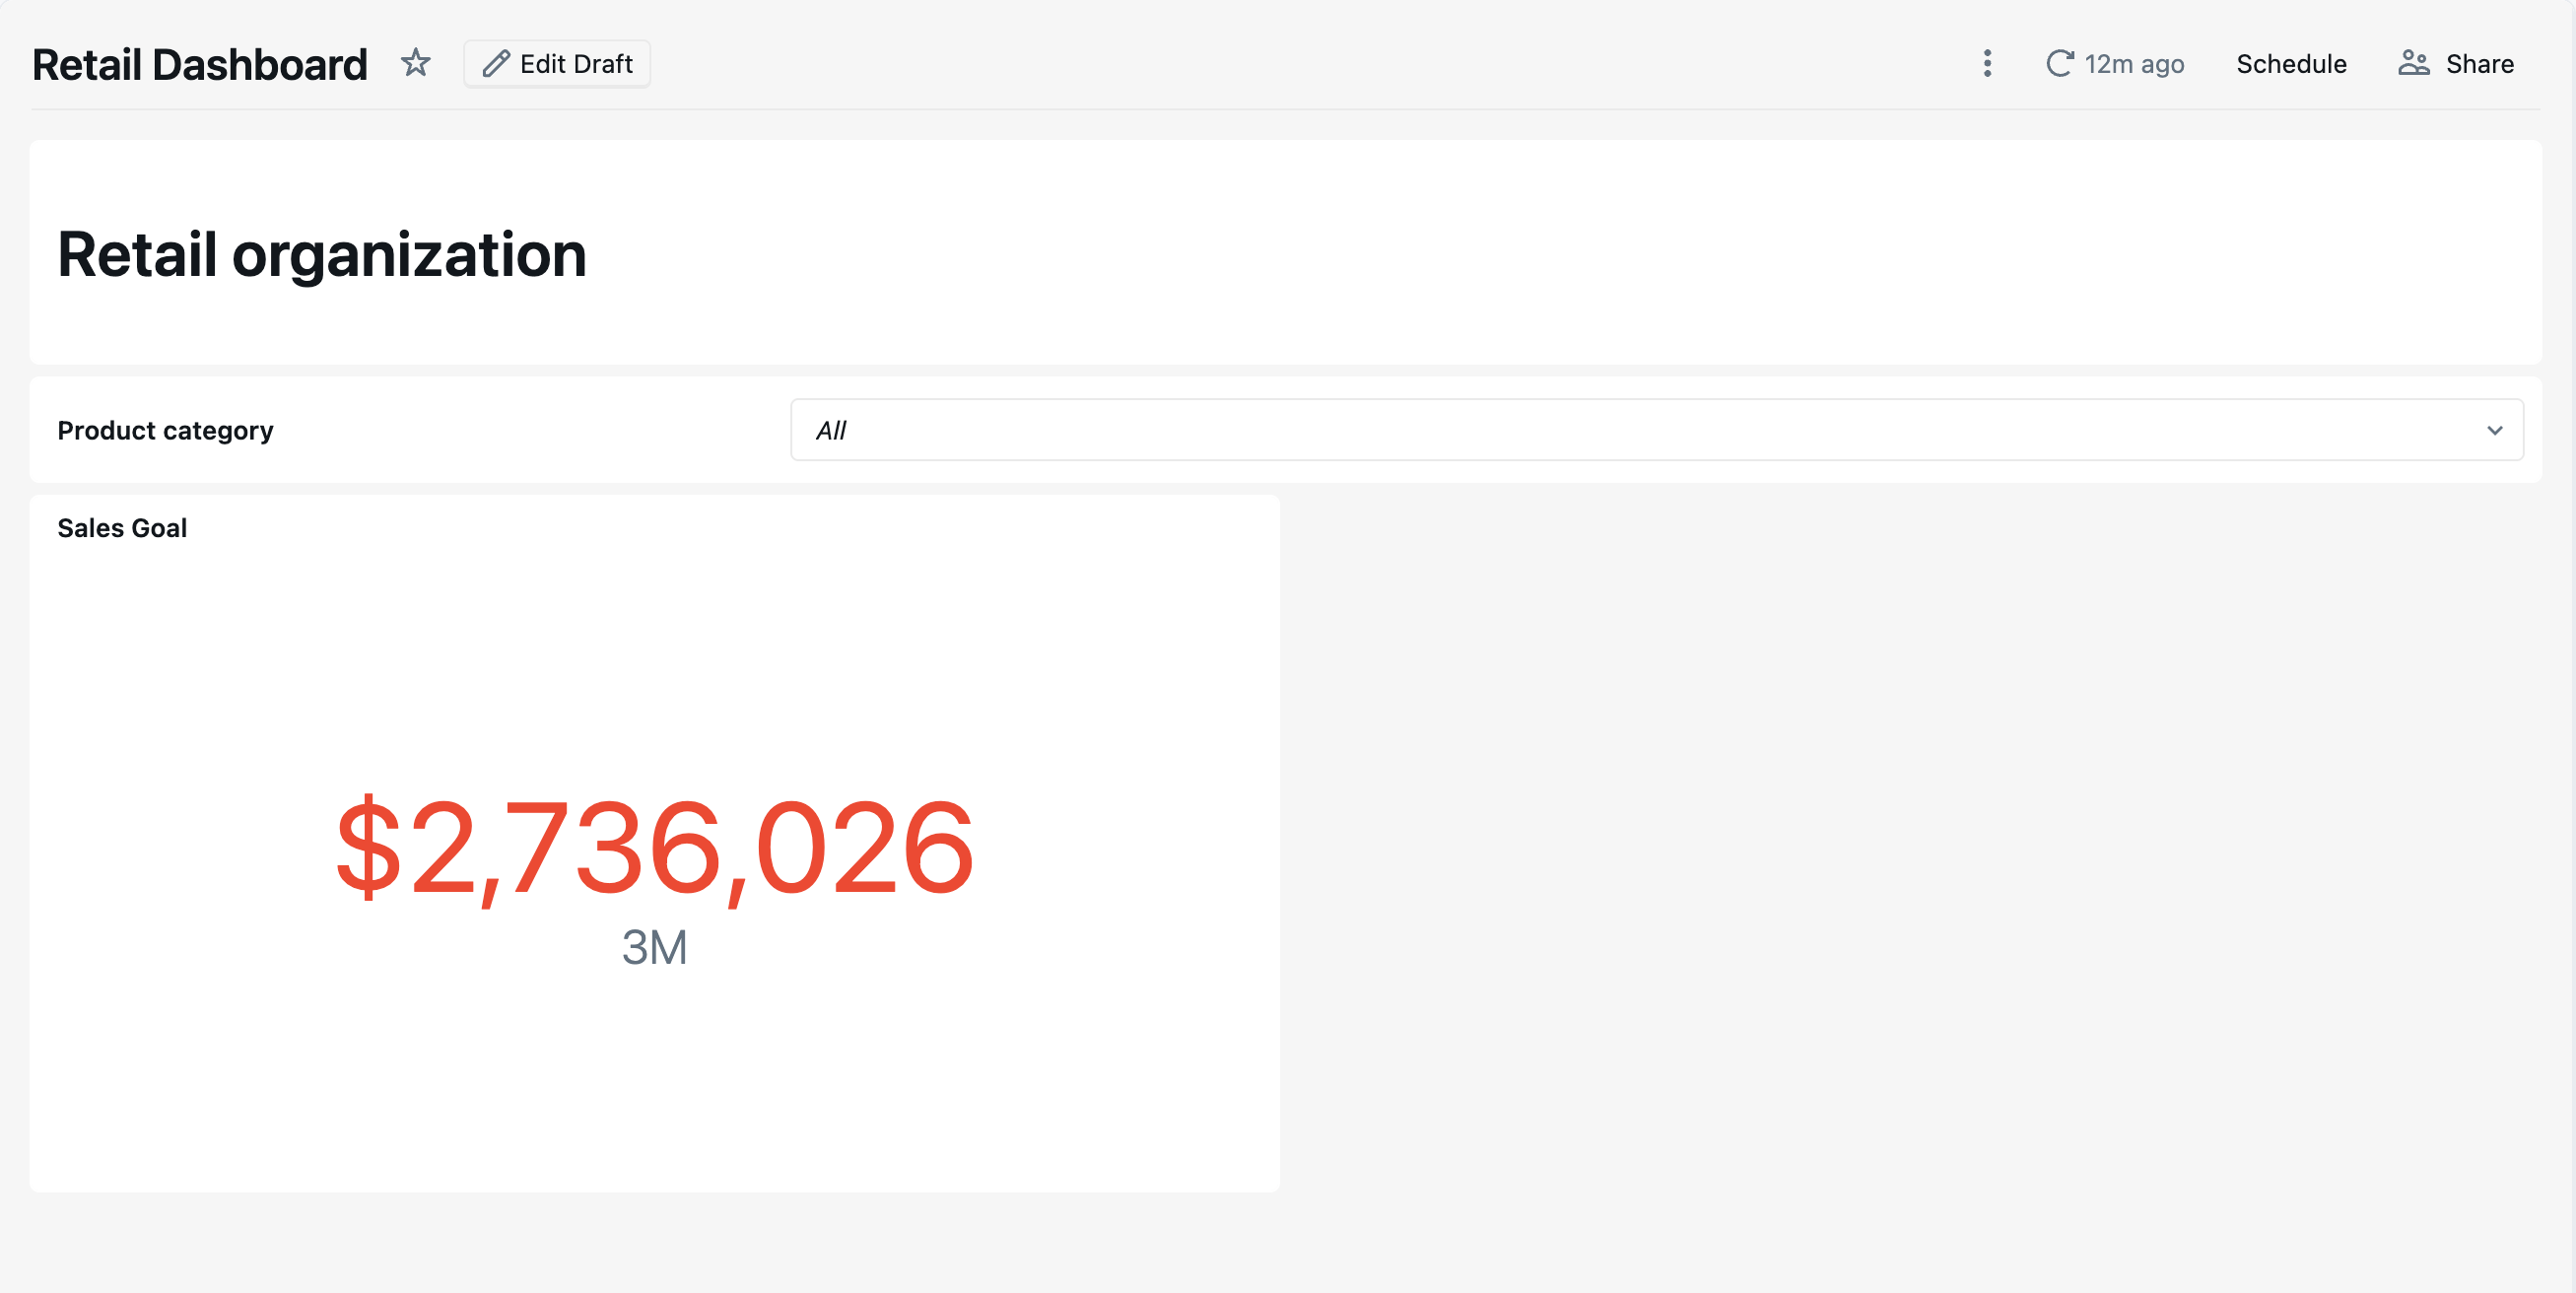 Retail Dashboard Edit Draft 12m ago Schedule Share
Retail organization
Product category All
Sales Goal
$2,736,026
3M